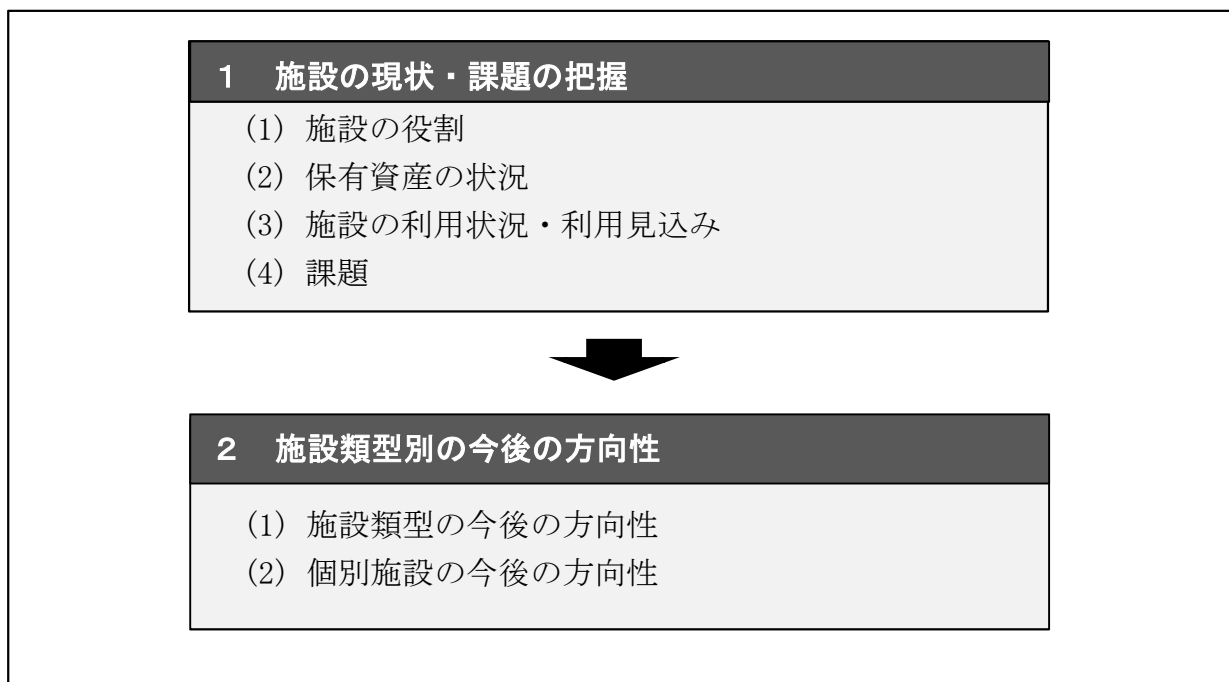 １　施設の現状・課題の把握
(1) 施設の役割
(2) 保有資産の状況
(3) 施設の利用状況・利用見込み
(4) 課題
２　施設類型別の今後の方向性
(1) 施設類型の今後の方向性
(2) 個別施設の今後の方向性